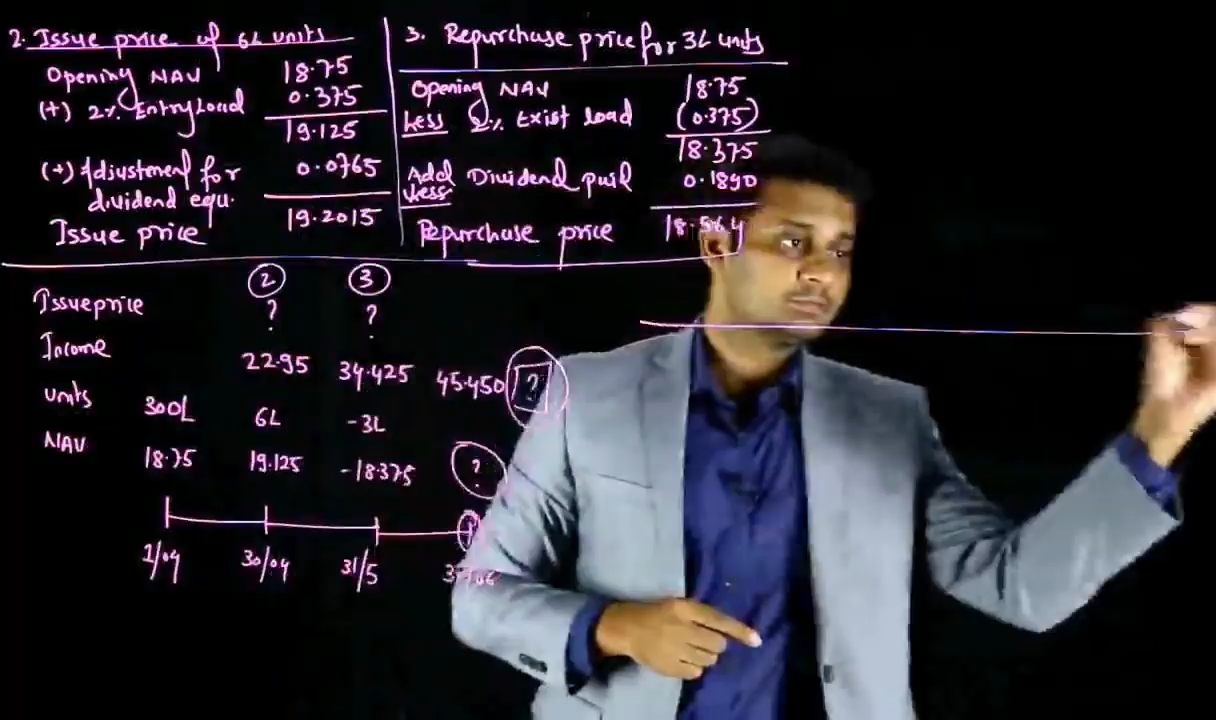 2. Issue price of 6L units
Opening NAV 18.75
(+) 2% Entry Load 0.375
19.125
(+) Adjustment for 0.0765
dividend equ.
19.2015
Issue price
3. Repurchase price for 3L units
Opening NAV 18.75
Less 2% Exist load (0.375)
18.375
Add Dividend paid 0.1890
Less
Repurchase price 18.564
2 3
Issue price ? ?
Income 22.95 34.425 45.450 ?
units 300L 6L -3L
NAV 18.75 19.125 -18.375 ?
1/04 30/04 31/5